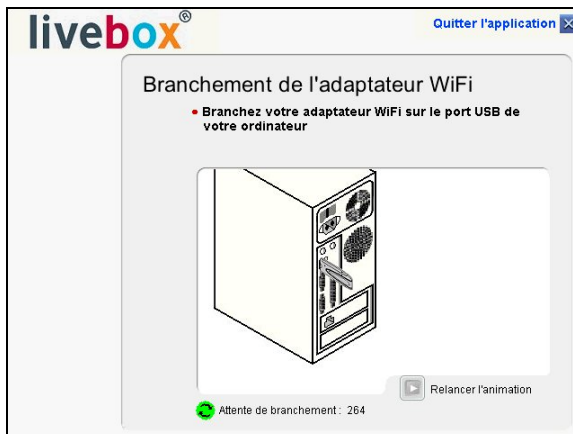 livebox®
Quitter l'application
Branchement de l'adaptateur WiFi
Branchez votre adaptateur WiFi sur le port USB de
votre ordinateur
Relancer l'animation
Attente de branchement : 264